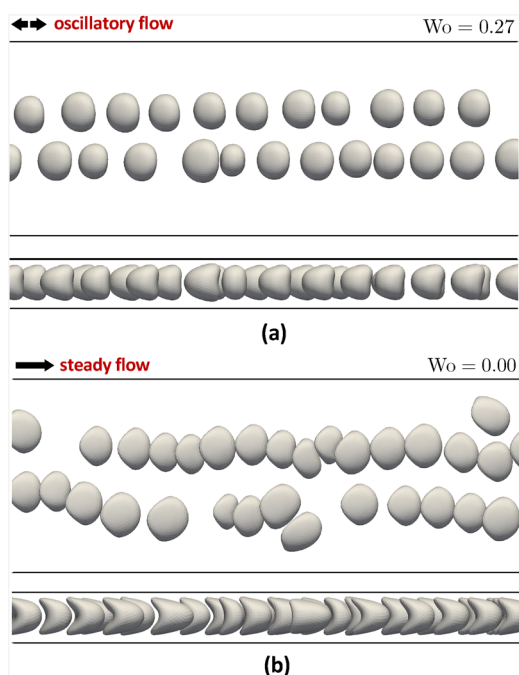 oscillatory flow
Wo = 0.27
(a)
steady flow
Wo = 0.00
(b)